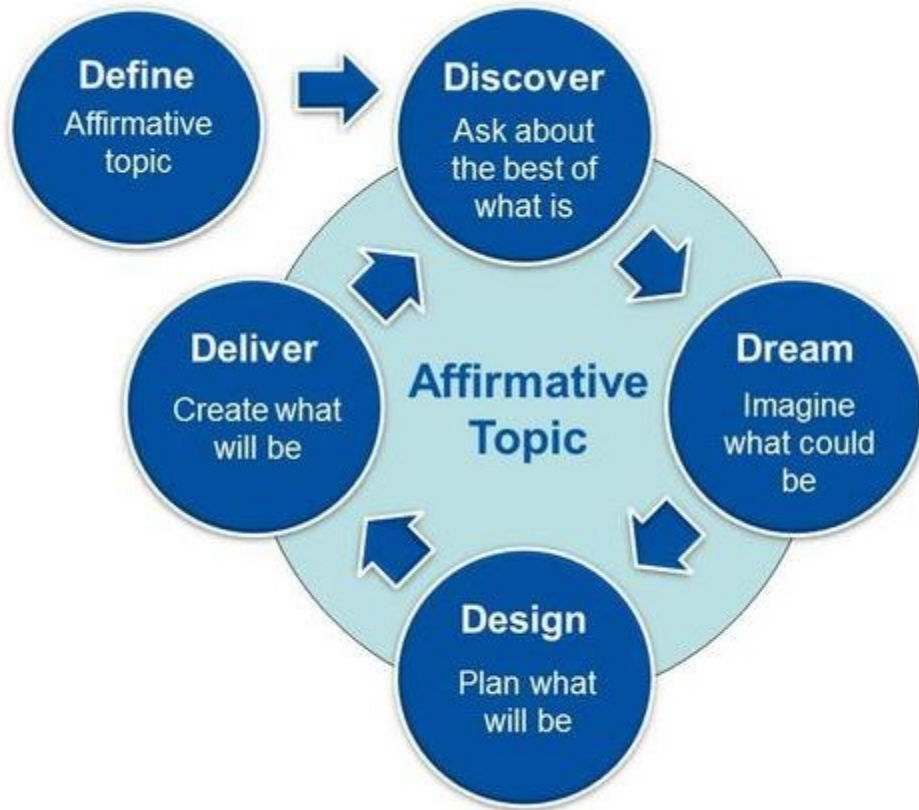 Define
Affirmative
topic
Discover
Ask about
the best of
what is
Dream
Imagine
what could
be
Design
Plan what
will be
Deliver
Create what
will be
Affirmative
Topic